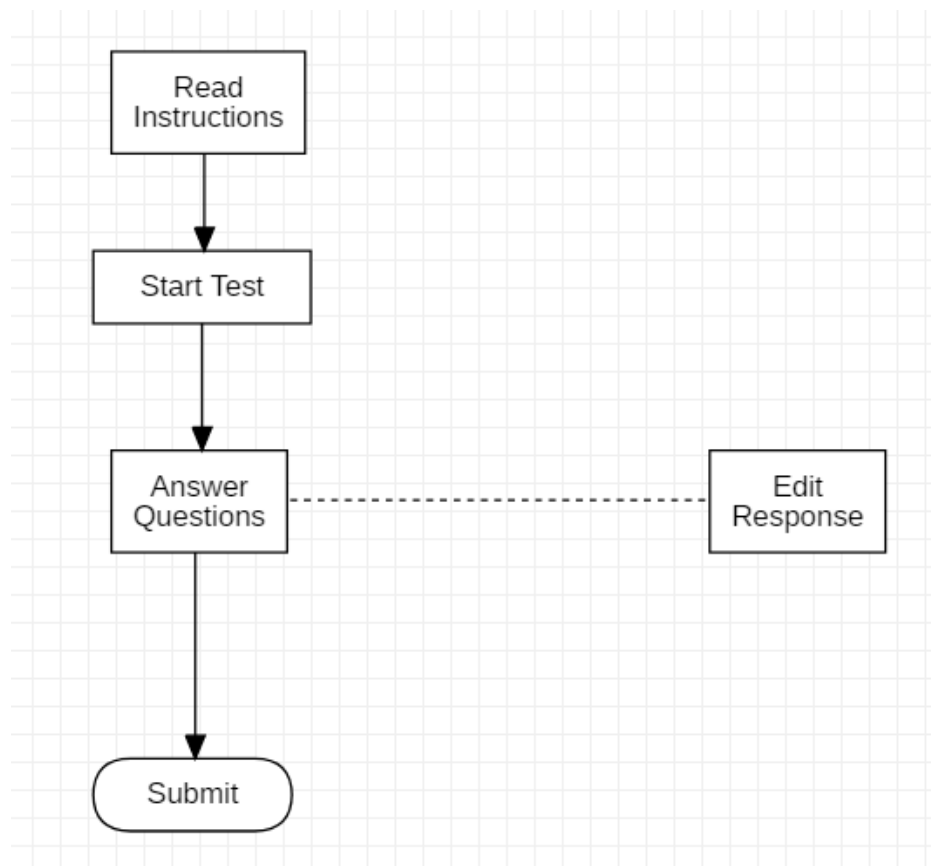 Read
Instructions
Start Test
Answer
Questions
Edit
Response
Submit